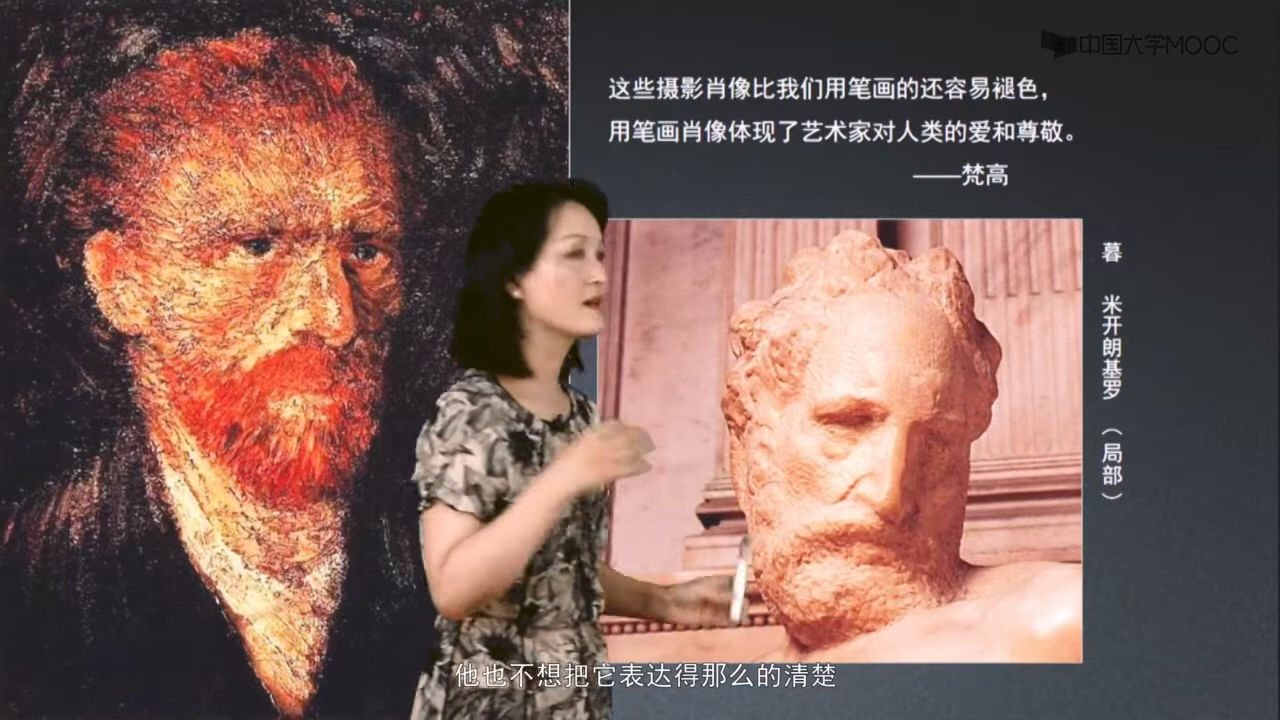 中国大学MOOC
这些摄影肖像比我们用笔画的还容易褪色，
用笔画肖像体现了艺术家对人类的爱和尊敬。
——梵高
暮 米开朗基罗 （局部）
他也不想把它表达得那么的清楚